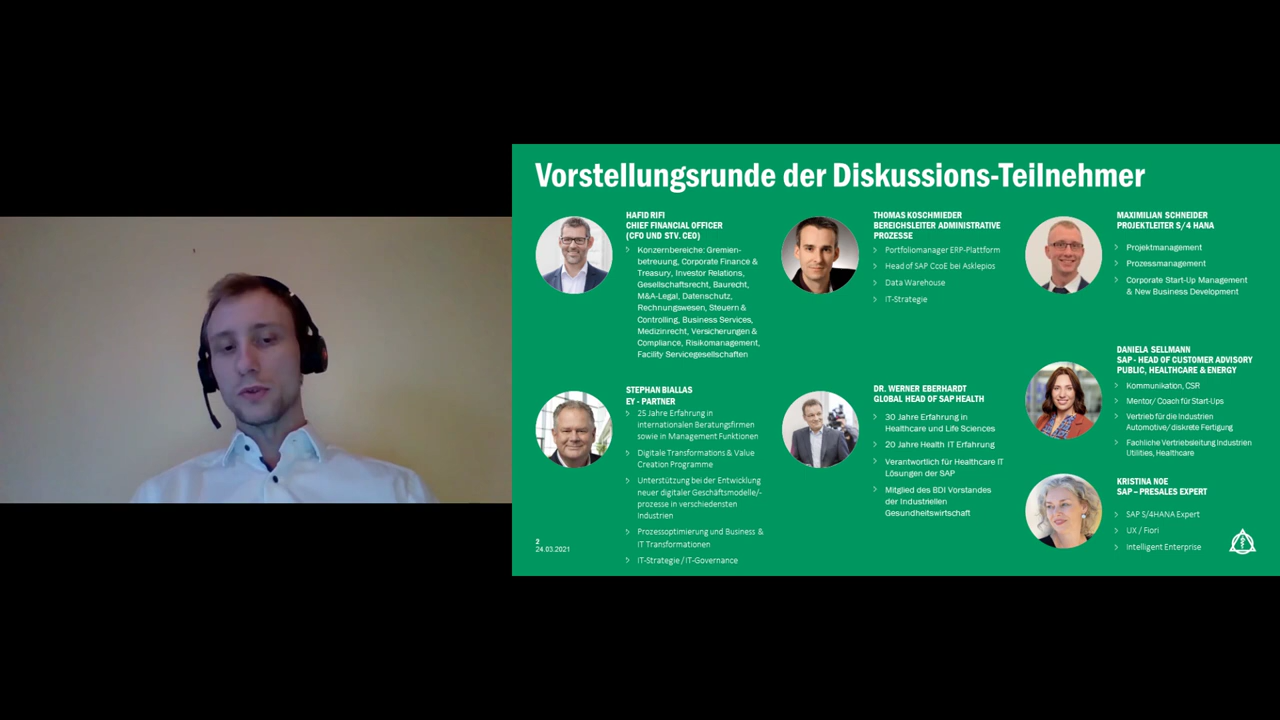 Vorstellungsrunde der Diskussions-Teilnehmer
HAFID RIFI
CHIEF FINANCIAL OFFICER
(CFO UND STV. CEO)
Konzernbereiche: Gremien-
betreuung, Corporate Finance &
Treasury, Investor Relations,
Gesellschaftsrecht, Baurecht,
M&A-Legal, Datenschutz,
Rechnungswesen, Steuern &
Controlling, Business Services,
Medizinrecht, Versicherungen &
Compliance, Risikomanagement,
Facility Servicegesellschaften
THOMAS KOSCHMIEDER
BEREICHSLEITER ADMINISTRATIVE
PROZESSE
Portfoliomanager ERP-Plattform
Head of SAP CcoE bei Asklepios
Data Warehouse
IT-Strategie
MAXIMILIAN SCHNEIDER
PROJEKTLEITER S/4 HANA
Projektmanagement
Prozessmanagement
Corporate Start-Up Management
& New Business Development
STEPHAN BIALLAS
EY - PARTNER
25 Jahre Erfahrung in
internationalen Beratungsfirmen
sowie in Management Funktionen
Digitale Transformations & Value
Creation Programme
Unterstützung bei der Entwicklung
neuer digitaler Geschäftsmodelle/-
prozesse in verschiedensten
Industrien
Prozessoptimierung und Business &
IT Transformationen
IT-Strategie / IT-Governance
DR. WERNER EBERHARDT
GLOBAL HEAD OF SAP HEALTH
30 Jahre Erfahrung in
Healthcare und Life Sciences
20 Jahre Health IT Erfahrung
Verantwortlich für Healthcare IT
Lösungen der SAP
Mitglied des BDI Vorstandes
der Industriellen
Gesundheitswirtschaft
DANIELA SELLMANN
SAP - HEAD OF CUSTOMER ADVISORY
PUBLIC, HEALTHCARE & ENERGY
Kommunikation, CSR
Mentor/ Coach für Start-Ups
Vertrieb für die Industrien
Automotive/ diskrete Fertigung
Fachliche Vertriebsleitung Industrien
Utilities, Healthcare
KRISTINA NOE
SAP – PRESALES EXPERT
SAP S/4HANA Expert
UX / Fiori
Intelligent Enterprise
2
24.03.2021